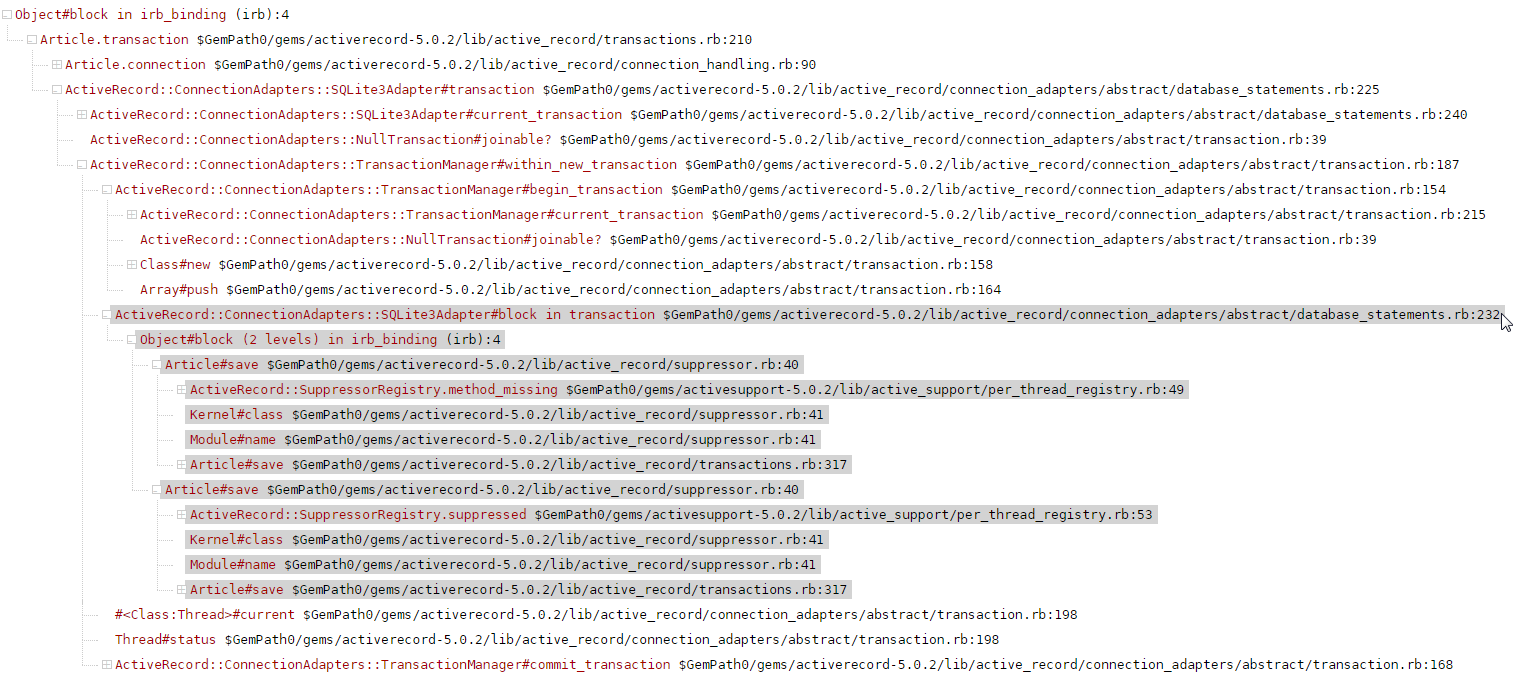 Object#block in irb_binding (irb):4
Article.transaction $GemPath0/gems/activerecord-5.0.2/lib/active_record/transactions.rb:210
Article.connection $GemPath0/gems/activerecord-5.0.2/lib/active_record/connection_handling.rb:90
ActiveRecord::ConnectionAdapters::SQLite3Adapter#transaction $GemPath0/gems/activerecord-5.0.2/lib/active_record/connection_adapters/abstract/database_statements.rb:225
ActiveRecord::ConnectionAdapters::SQLite3Adapter#current_transaction $GemPath0/gems/activerecord-5.0.2/lib/active_record/connection_adapters/abstract/database_statements.rb:240
ActiveRecord::ConnectionAdapters::NullTransaction#joinable? $GemPath0/gems/activerecord-5.0.2/lib/active_record/connection_adapters/abstract/transaction.rb:39
ActiveRecord::ConnectionAdapters::TransactionManager#within_new_transaction $GemPath0/gems/activerecord-5.0.2/lib/active_record/connection_adapters/abstract/transaction.rb:187
ActiveRecord::ConnectionAdapters::TransactionManager#begin_transaction $GemPath0/gems/activerecord-5.0.2/lib/active_record/connection_adapters/abstract/transaction.rb:154
ActiveRecord::ConnectionAdapters::TransactionManager#current_transaction $GemPath0/gems/activerecord-5.0.2/lib/active_record/connection_adapters/abstract/transaction.rb:215
ActiveRecord::ConnectionAdapters::NullTransaction#joinable? $GemPath0/gems/activerecord-5.0.2/lib/active_record/connection_adapters/abstract/transaction.rb:39
Class#new $GemPath0/gems/activerecord-5.0.2/lib/active_record/connection_adapters/abstract/transaction.rb:158
Array#push $GemPath0/gems/activerecord-5.0.2/lib/active_record/connection_adapters/abstract/transaction.rb:164
ActiveRecord::ConnectionAdapters::SQLite3Adapter#block in transaction $GemPath0/gems/activerecord-5.0.2/lib/active_record/connection_adapters/abstract/database_statements.rb:232
Object#block (2 levels) in irb_binding (irb):4
Article#save $GemPath0/gems/activerecord-5.0.2/lib/active_record/suppressor.rb:40
ActiveRecord::SuppressorRegistry.method_missing $GemPath0/gems/activesupport-5.0.2/lib/active_support/per_thread_registry.rb:49
Kernel#class $GemPath0/gems/activerecord-5.0.2/lib/active_record/suppressor.rb:41
Module#name $GemPath0/gems/activerecord-5.0.2/lib/active_record/suppressor.rb:41
Article#save $GemPath0/gems/activerecord-5.0.2/lib/active_record/transactions.rb:317
Article#save $GemPath0/gems/activerecord-5.0.2/lib/active_record/suppressor.rb:40
ActiveRecord::SuppressorRegistry.suppressed $GemPath0/gems/activesupport-5.0.2/lib/active_support/per_thread_registry.rb:53
Kernel#class $GemPath0/gems/activerecord-5.0.2/lib/active_record/suppressor.rb:41
Module#name $GemPath0/gems/activerecord-5.0.2/lib/active_record/suppressor.rb:41
Article#save $GemPath0/gems/activerecord-5.0.2/lib/active_record/transactions.rb:317
#<Class:Thread>#current $GemPath0/gems/activerecord-5.0.2/lib/active_record/connection_adapters/abstract/transaction.rb:198
Thread#status $GemPath0/gems/activerecord-5.0.2/lib/active_record/connection_adapters/abstract/transaction.rb:198
ActiveRecord::ConnectionAdapters::TransactionManager#commit_transaction $GemPath0/gems/activerecord-5.0.2/lib/active_record/connection_adapters/abstract/transaction.rb:168